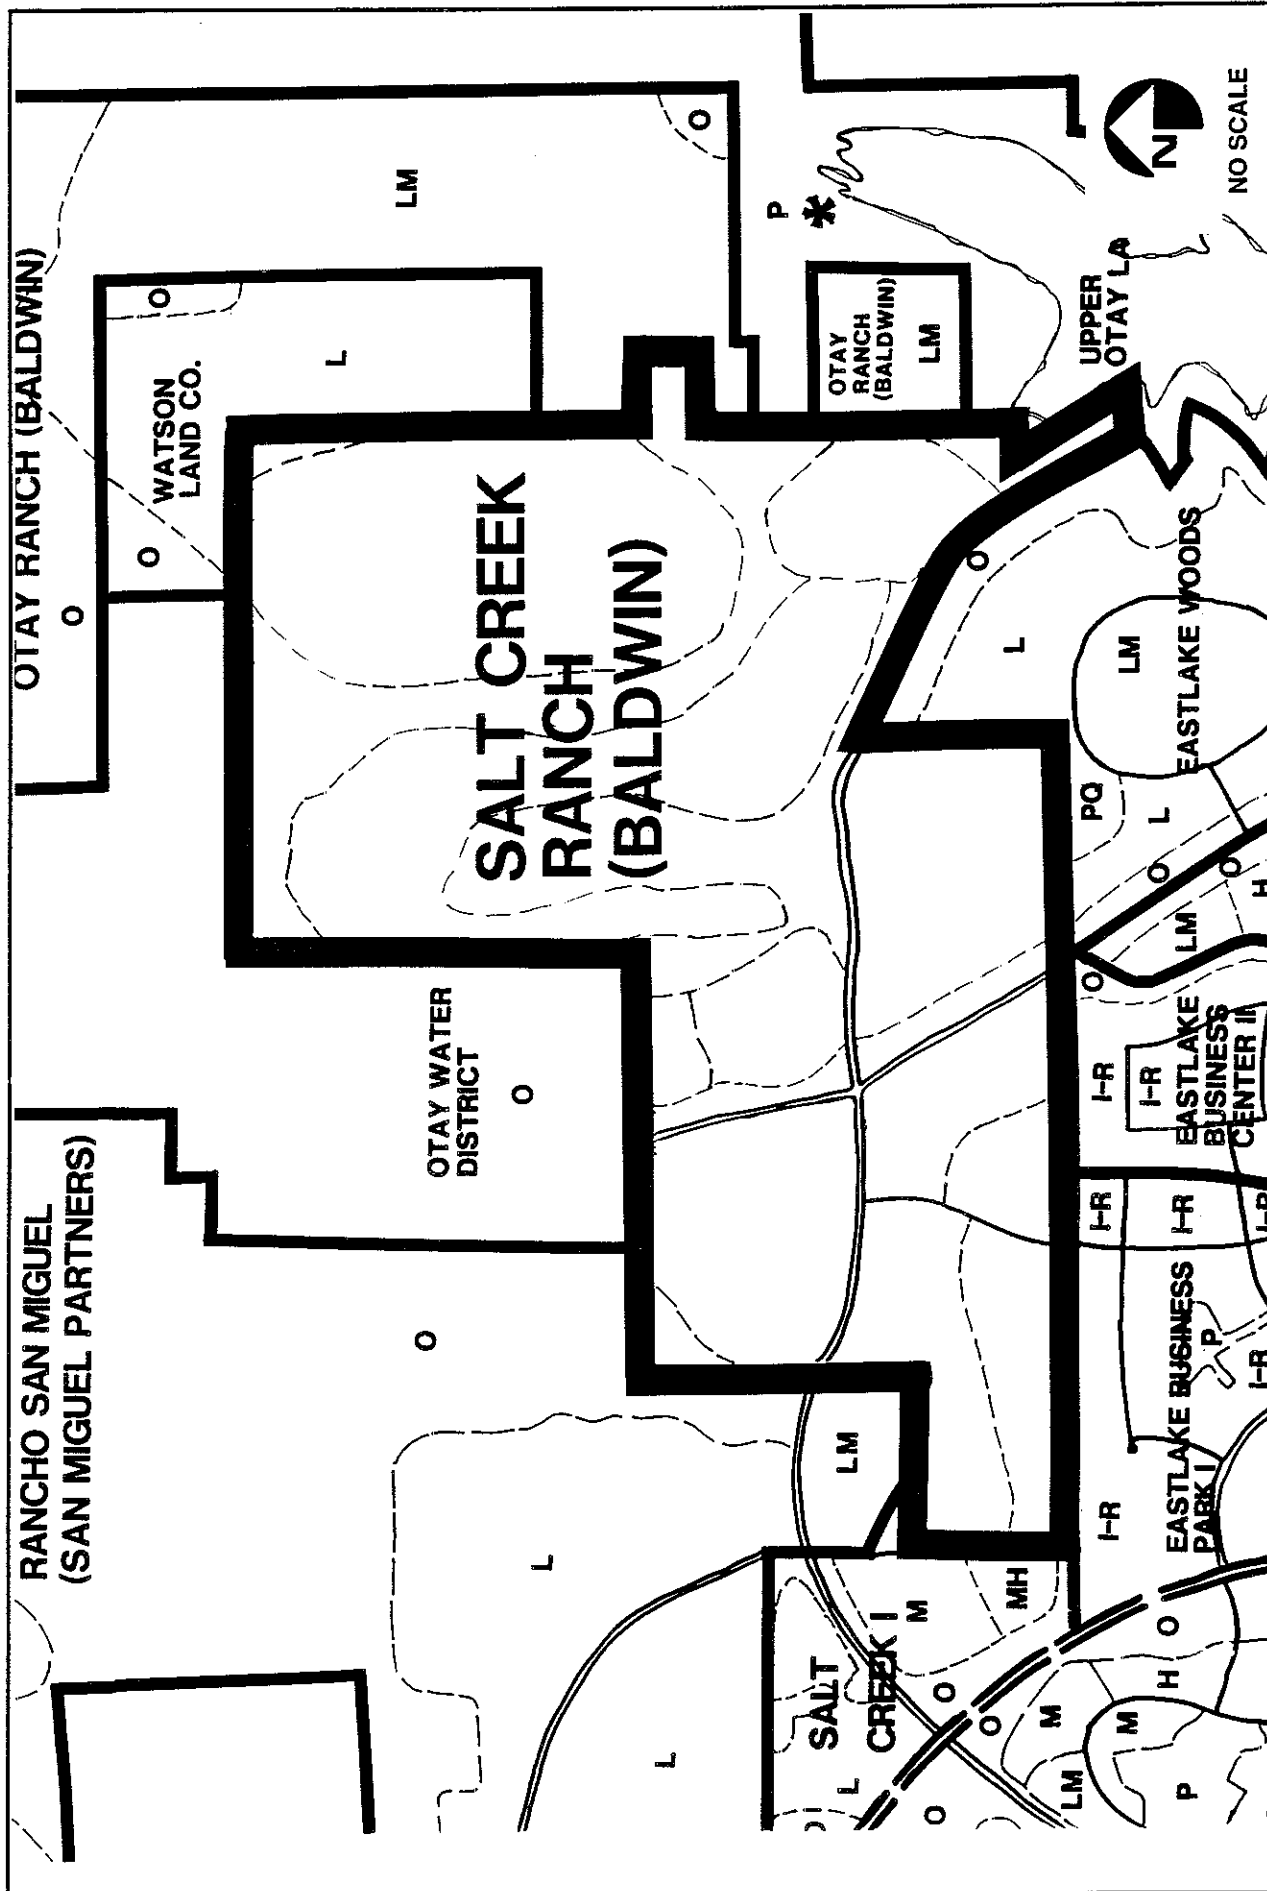 RANCHO SAN MIGUEL
(SAN MIGUEL PARTNERS)
OTAY RANCH (BALDWIN)
O
O
O
WATSON
LAND CO.
O
L
LM
O
OTAY WATER
DISTRICT
O
O
L
L
SALT CREEK
RANCH
(BALDWIN)
P
OTAY
RANCH
(BALDWIN)
LM
UPPER
OTAY LA
N
NO SCALE
LM
SALT
CREEK I
L
M
MH
O
O
O
O
LM
M
M
H
P
I-R
EASTLAKE BUSINESS
PARK I
P
I-R
I-R
I-R
I-R
I-R
I-R
EASTLAKE
BUSINESS
CENTER II
O
LM
O
O
H
PQ
L
L
O
LM
EASTLAKE WOODS